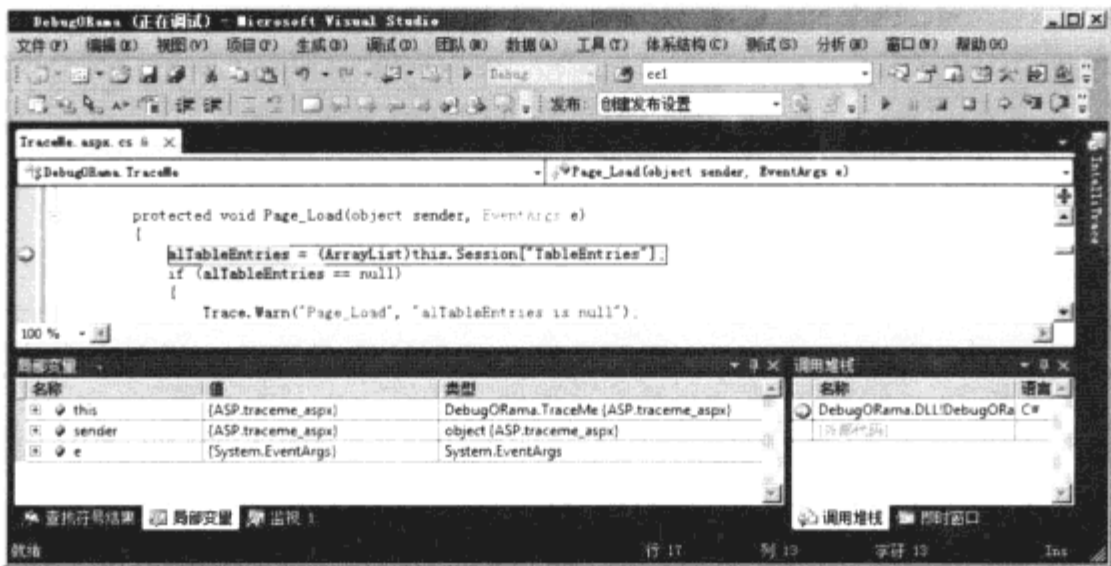 DebugORama (正在调试) - Microsoft Visual Studio
文件(F) 编辑(E) 视图(V) 项目(P) 生成(B) 调试(D) 团队(M) 数据(A) 工具(T) 体系结构(C) 测试(S) 分析(N) 窗口(W) 帮助(H)
Debug cel
发布: 创建发布设置
TraceMe.aspx.cs
IntelliTrace
DebugORama.TraceMe Page_Load(object sender, EventArgs e)
protected void Page_Load(object sender, EventArgs e)
{
alTableEntries = (ArrayList)this.Session["TableEntries"];
if (alTableEntries == null)
{
Trace.Warn("Page_Load", "alTableEntries is null");
100 %
局部变量
名称 值 类型
this {ASP.traceme_aspx} DebugORama.TraceMe {ASP.traceme_aspx}
sender {ASP.traceme_aspx} object {ASP.traceme_aspx}
e {System.EventArgs} System.EventArgs
查找符号结果 局部变量 监视 1
调用堆栈
名称 语言
DebugORama.DLL!DebugORa C#
[外部代码]
调用堆栈 即时窗口
就绪 行 17 列 13 字符 13 Ins